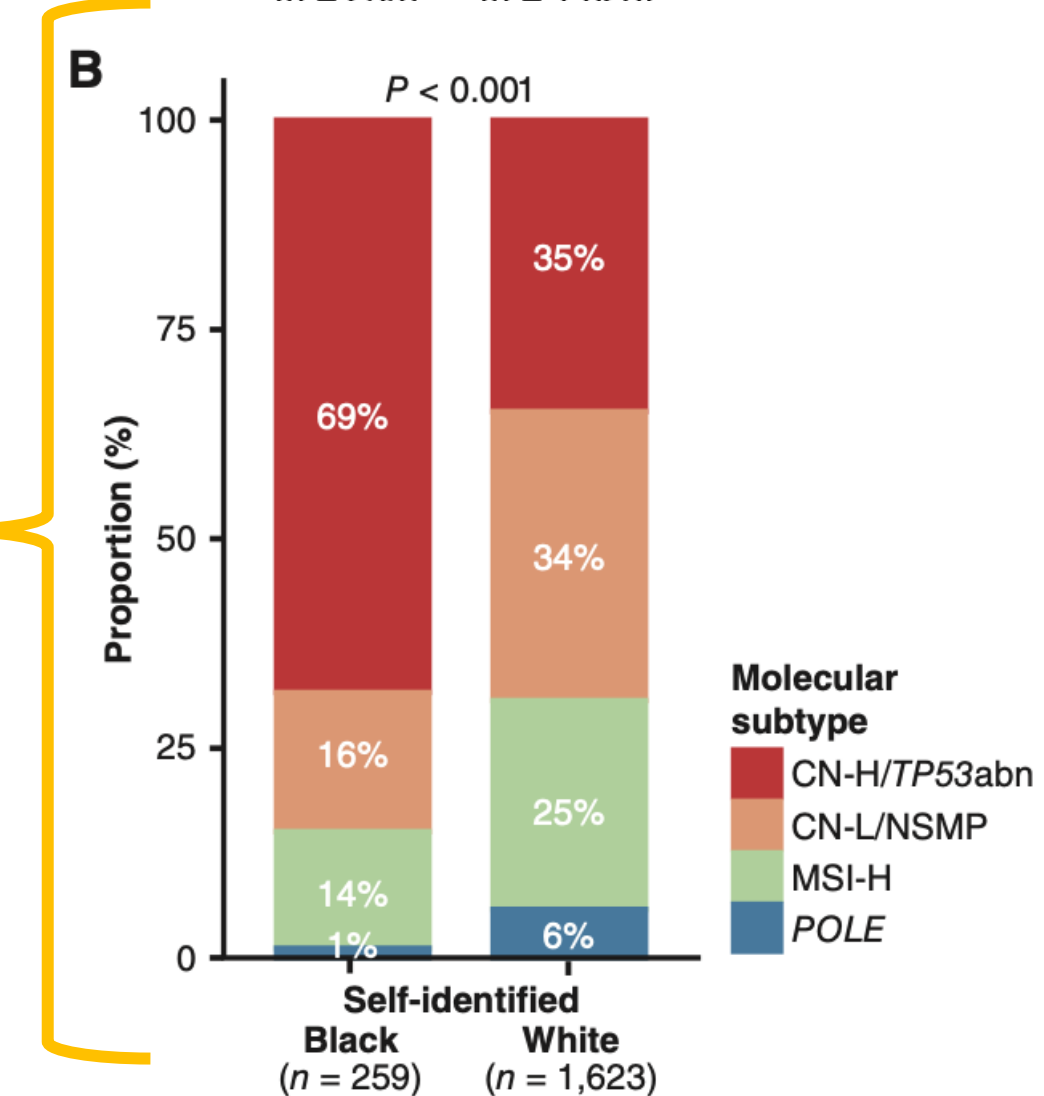 B
P < 0.001
100
75
50
25
0
Proportion (%)
69%
16%
14%
1%
35%
34%
25%
6%
Molecular
subtype
CN-H/TP53abn
CN-L/NSMP
MSI-H
POLE
Self-identified
Black White
(n = 259) (n = 1,623)